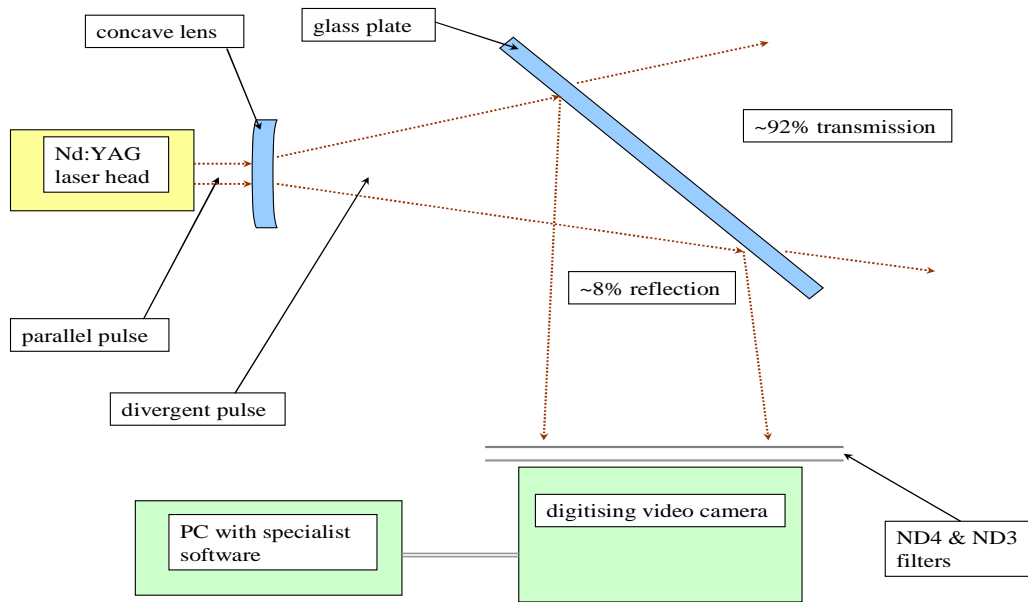 concave lens
glass plate
~92% transmission
Nd:YAG
laser head
~8% reflection
parallel pulse
divergent pulse
digitising video camera
PC with specialist
software
ND4 & ND3
filters